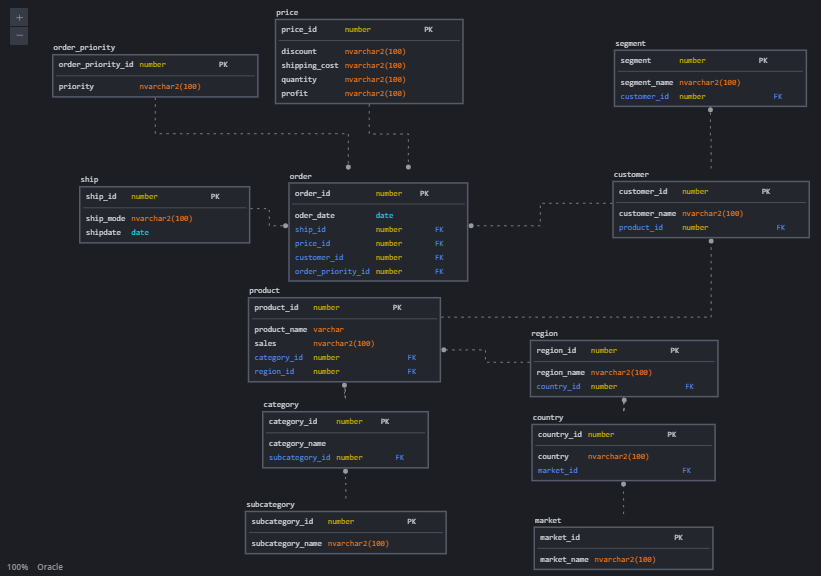 +
−
order_priority
order_priority_id number PK
priority nvarchar2(100)
price
price_id number PK
discount nvarchar2(100)
shipping_cost nvarchar2(100)
quantity nvarchar2(100)
profit nvarchar2(100)
segment
segment number PK
segment_name nvarchar2(100)
customer_id number FK
ship
ship_id number PK
ship_mode nvarchar2(100)
shipdate date
order
order_id number PK
oder_date date
ship_id number FK
price_id number FK
customer_id number FK
order_priority_id number FK
customer
customer_id number PK
customer_name nvarchar2(100)
product_id number FK
product
product_id number PK
product_name varchar
sales nvarchar2(100)
category_id number FK
region_id number FK
region
region_id number PK
region_name nvarchar2(100)
country_id number FK
category
category_id number PK
category_name
subcategory_id number FK
country
country_id number PK
country nvarchar2(100)
market_id FK
subcategory
subcategory_id number PK
subcategory_name nvarchar2(100)
market
market_id PK
market_name nvarchar2(100)
100% Oracle